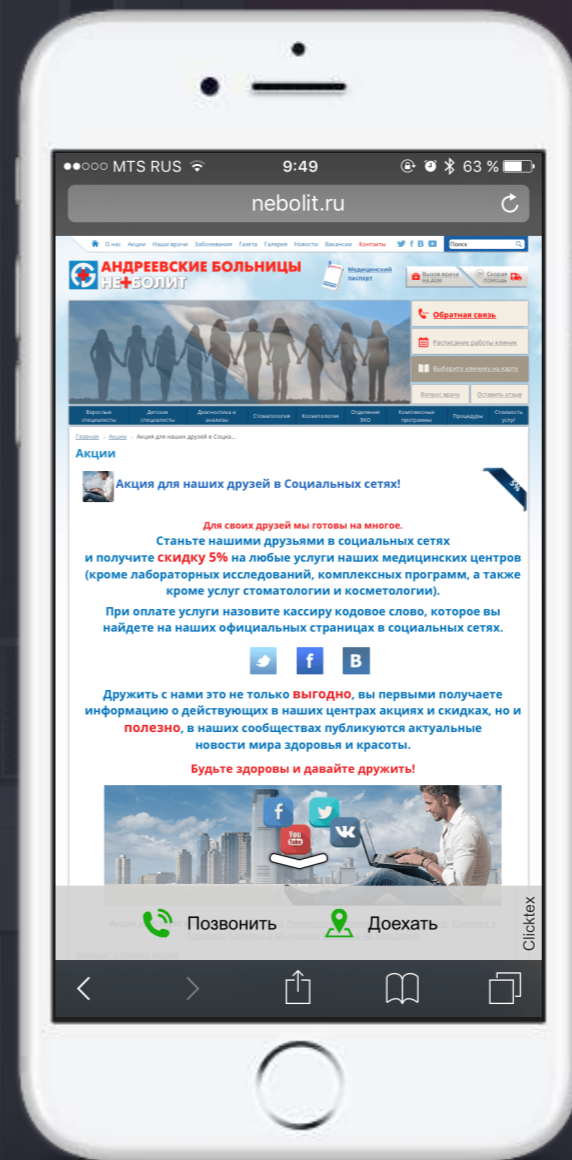 MTS RUS 9:49 63 %
nebolit.ru
О нас Акции Наши врачи Заболевания Газета Галерея Новости Вакансии Контакты Поиск
АНДРЕЕВСКИЕ БОЛЬНИЦЫ
НЕ БОЛИТ
Медицинский
паспорт
Вызов врача
на дом
Скорая
помощь
Обратная связь
Расписание работы клиник
Выберите клинику на карте
Вопрос врачу Оставить отзыв
Взрослые специалисты Детские специалисты Диагностика и анализы Стоматология Косметология Отделение ЭКО Комплексные программы Процедуры Стоимость услуг
Главная › Акции › Акция для наших друзей в Социа...
Акции
Акция для наших друзей в Социальных сетях!
5%
Для своих друзей мы готовы на многое.
Станьте нашими друзьями в социальных сетях
и получите СКИДКУ 5% на любые услуги наших медицинских центров
(кроме лабораторных исследований, комплексных программ, а также
кроме услуг стоматологии и косметологии).
При оплате услуги назовите кассиру кодовое слово, которое вы
найдете на наших официальных страницах в социальных сетях.
Дружить с нами это не только ВЫГОДНО, вы первыми получаете
информацию о действующих в наших центрах акциях и скидках, но и
ПОЛЕЗНО, в наших сообществах публикуются актуальные
новости мира здоровья и красоты.
Будьте здоровы и давайте дружить!
You
Tube
Позвонить Доехать
Clicktex